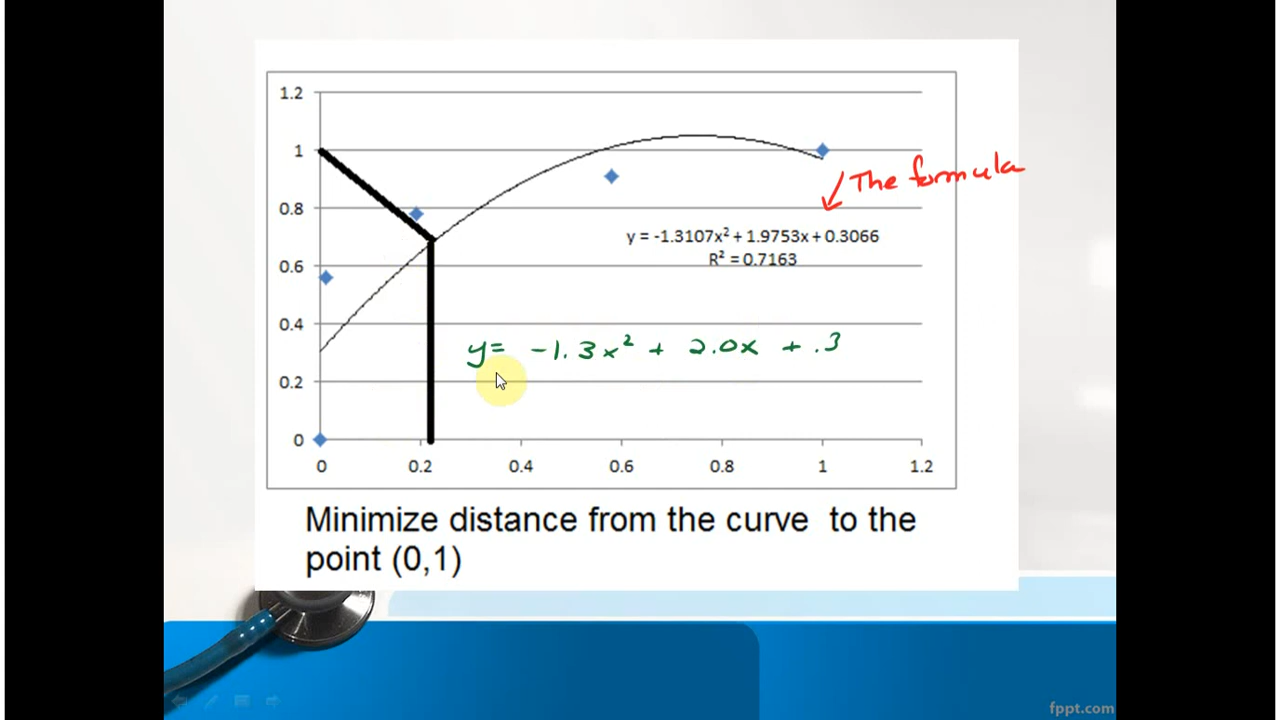 1.2
1
The formula
0.8
y = -1.3107x² + 1.9753x + 0.3066
R² = 0.7163
0.6
0.4
y= -1.3x² + 2.0x + .3
0.2
0
0 0.2 0.4 0.6 0.8 1 1.2
Minimize distance from the curve to the
point (0,1)
fppt.com